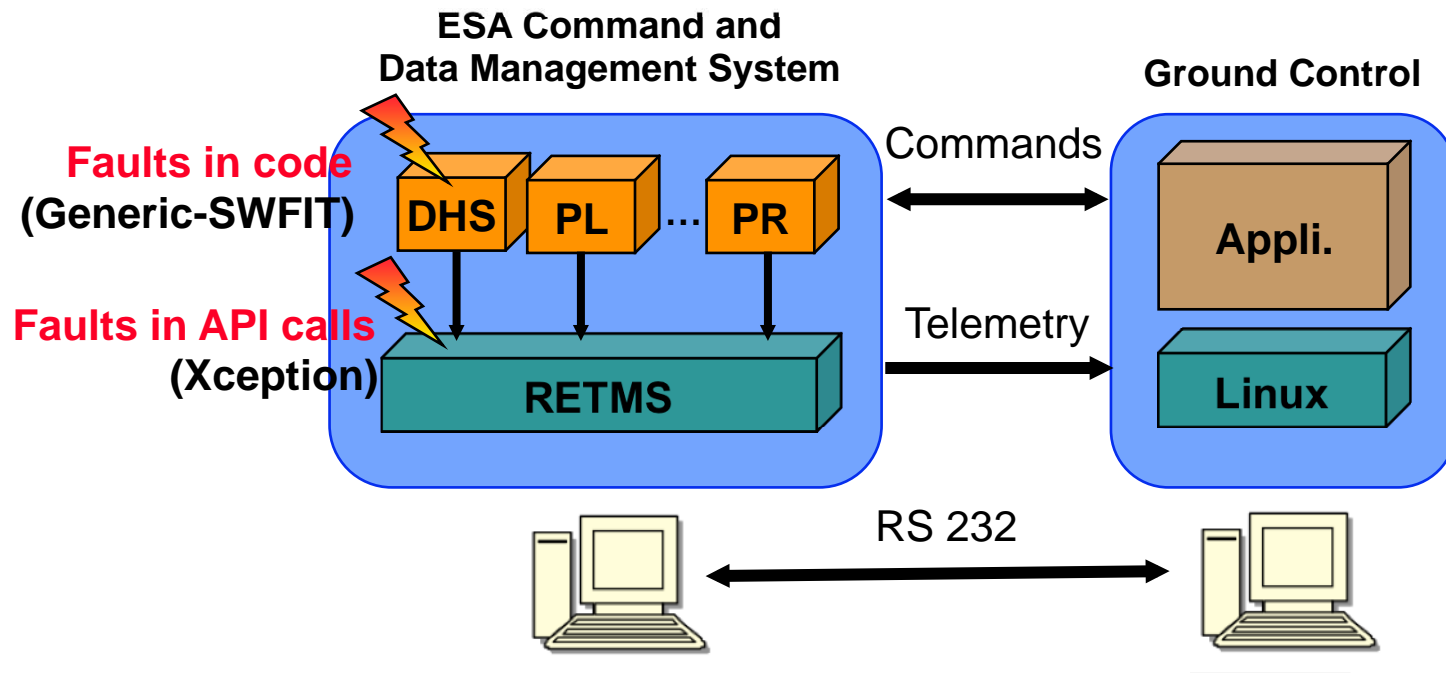 ESA Command and
Data Management System
Ground Control
Faults in code
(Generic-SWFIT)
DHS
PL
...
PR
Commands
Appli.
Faults in API calls
(Xception)
RETMS
Telemetry
Linux
RS 232